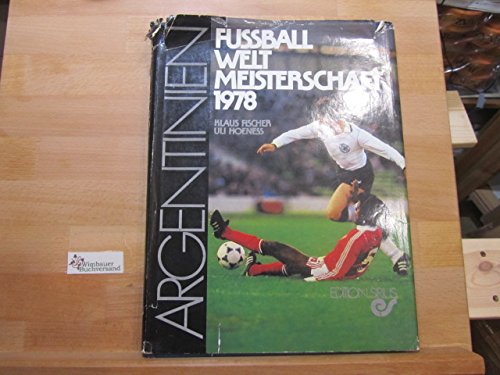 ARGENTINIEN
FUSSBALL
WELT
MEISTERSCHAFT
1978
KLAUS FISCHER
ULI HOENESS
EDITION SIRIUS
Wimbauer
Buchversand